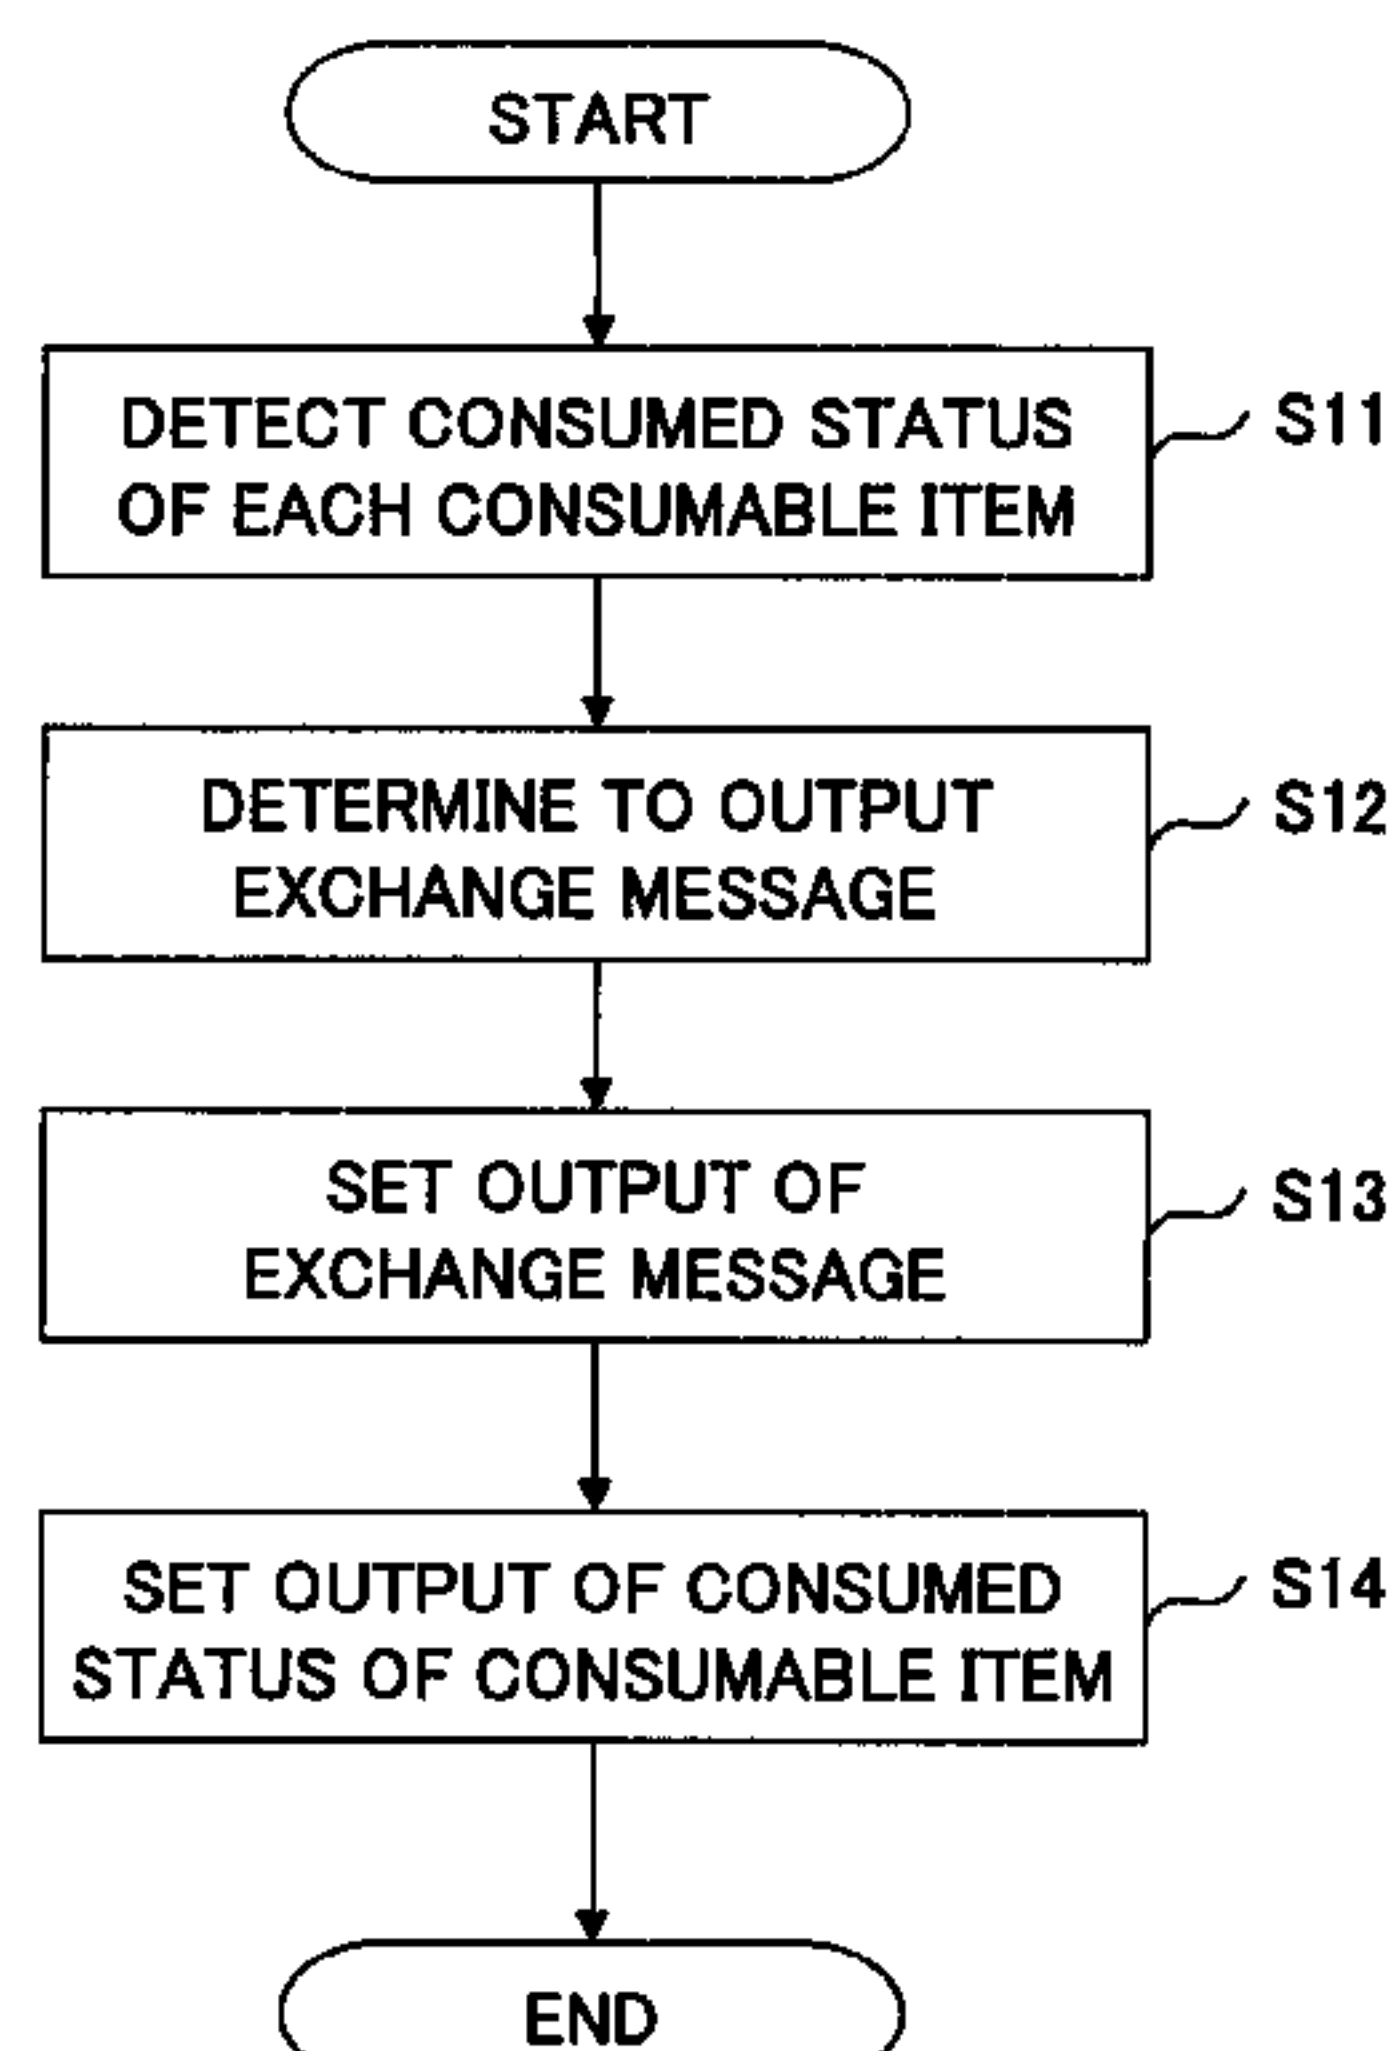 START
DETECT CONSUMED STATUS
OF EACH CONSUMABLE ITEM
S11
DETERMINE TO OUTPUT
EXCHANGE MESSAGE
S12
SET OUTPUT OF
EXCHANGE MESSAGE
S13
SET OUTPUT OF CONSUMED
STATUS OF CONSUMABLE ITEM
S14
END